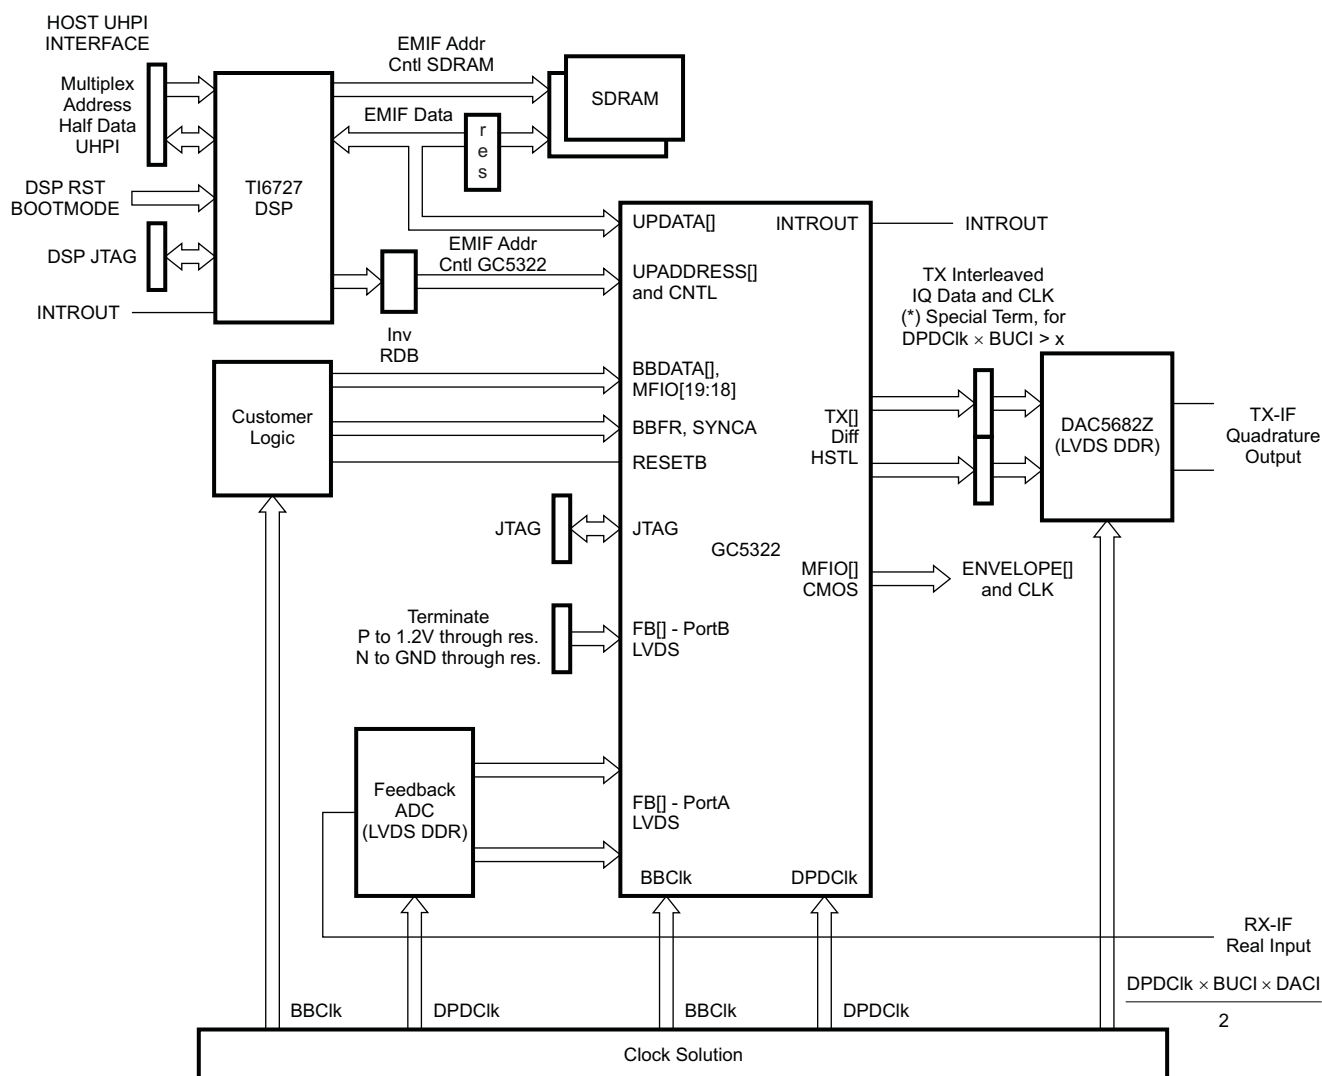 HOST UHPI
INTERFACE
Multiplex
Address
Half Data
UHPI
DSP RST
BOOTMODE
DSP JTAG
INTROUT
TI6727
DSP
EMIF Addr
Cntl SDRAM
EMIF Data
r
e
s
SDRAM
EMIF Addr
Cntl GC5322
Inv
RDB
Customer
Logic
JTAG
Terminate
P to 1.2V through res.
N to GND through res.
Feedback
ADC
(LVDS DDR)
UPDATA[]
UPADDRESS[]
and CNTL
BBDATA[],
MFIO[19:18]
BBFR, SYNCA
RESETB
JTAG
GC5322
FB[] - PortB
LVDS
FB[] - PortA
LVDS
BBClk
DPDClk
INTROUT
TX[]
Diff
HSTL
MFIO[]
CMOS
INTROUT
TX Interleaved
IQ Data and CLK
(*) Special Term, for
DPDClk × BUCI > x
DAC5682Z
(LVDS DDR)
TX-IF
Quadrature
Output
ENVELOPE[]
and CLK
RX-IF
Real Input
DPDClk × BUCI × DACI
2
BBClk
DPDClk
BBClk
DPDClk
Clock Solution